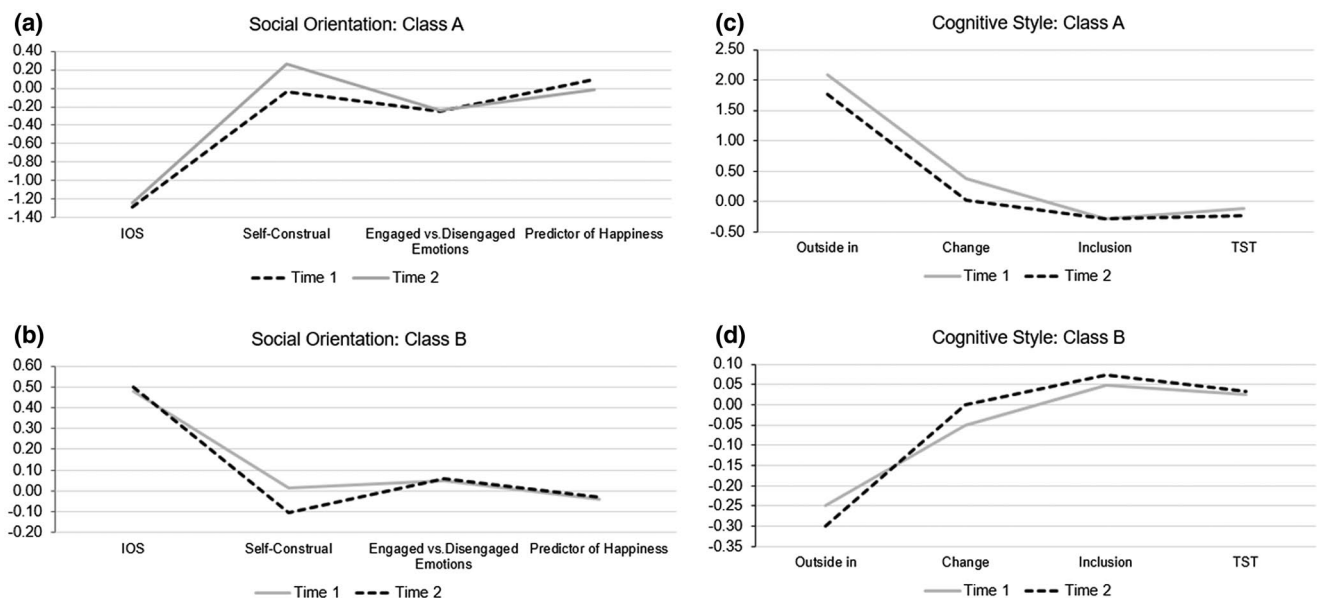 (a)
Social Orientation: Class A
0.40
0.20
0.00
-0.20
-0.40
-0.60
-0.80
-1.00
-1.20
-1.40
IOS Self-Construal Engaged vs.Disengaged Predictor of Happiness
Emotions
Time 1 Time 2
(b)
Social Orientation: Class B
0.60
0.50
0.40
0.30
0.20
0.10
0.00
-0.10
-0.20
IOS Self-Construal Engaged vs.Disengaged Predictor of Happiness
Emotions
Time 1 Time 2
(c)
Cognitive Style: Class A
2.50
2.00
1.50
1.00
0.50
0.00
-0.50
Outside in Change Inclusion TST
Time 1 Time 2
(d)
Cognitive Style: Class B
0.10
0.05
0.00
-0.05
-0.10
-0.15
-0.20
-0.25
-0.30
-0.35
Outside in Change Inclusion TST
Time 1 Time 2